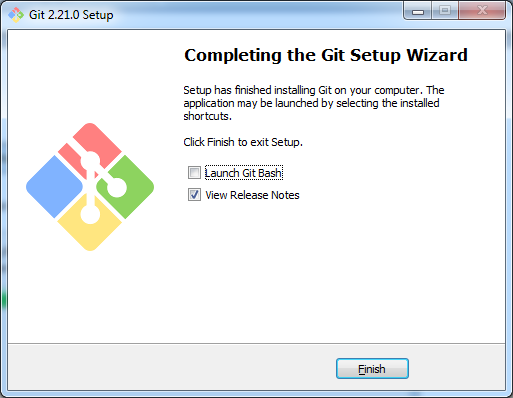 Git 2.21.0 Setup
Completing the Git Setup Wizard
Setup has finished installing Git on your computer. The
application may be launched by selecting the installed
shortcuts.
Click Finish to exit Setup.
Launch Git Bash
View Release Notes
Finish